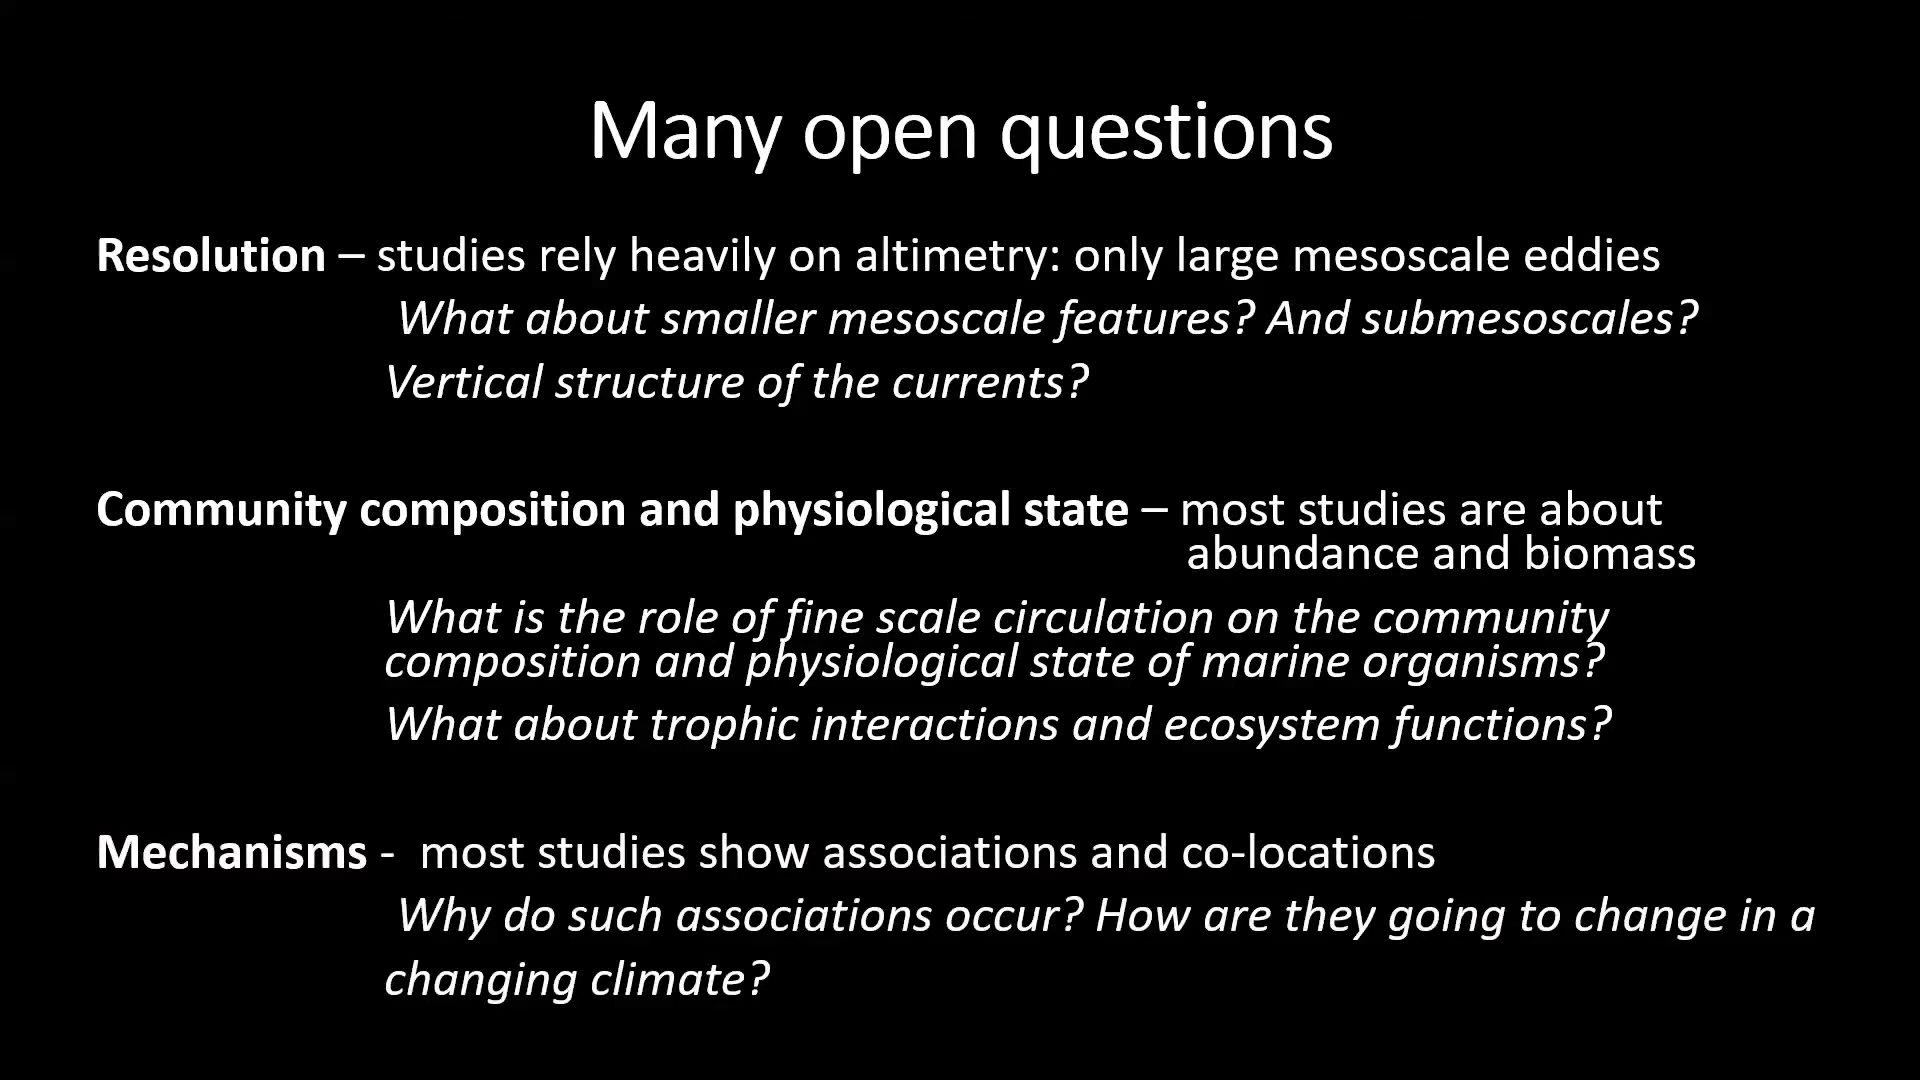 Many open questions
Resolution – studies rely heavily on altimetry: only large mesoscale eddies
What about smaller mesoscale features? And submesoscales?
Vertical structure of the currents?
Community composition and physiological state – most studies are about
abundance and biomass
What is the role of fine scale circulation on the community
composition and physiological state of marine organisms?
What about trophic interactions and ecosystem functions?
Mechanisms -  most studies show associations and co-locations
Why do such associations occur? How are they going to change in a
changing climate?